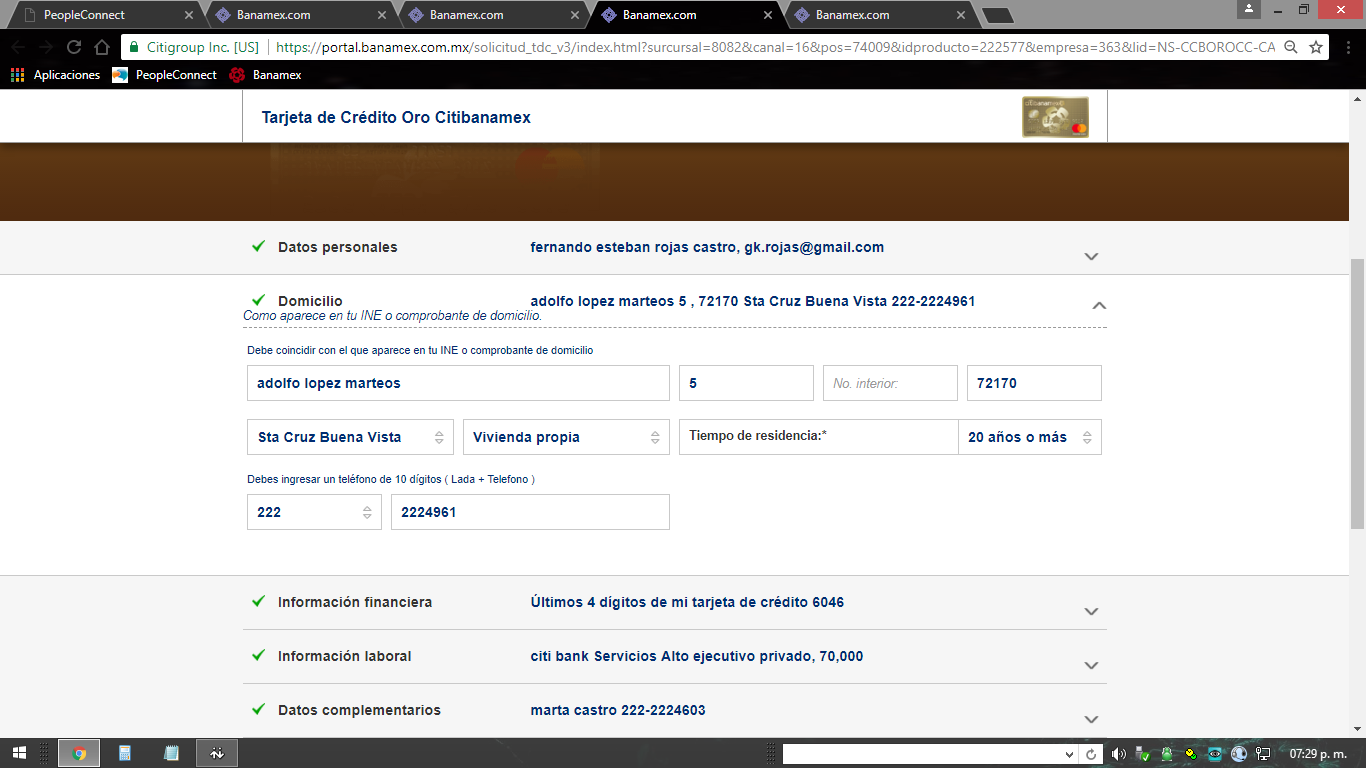 PeopleConnect
Banamex.com
Banamex.com
Banamex.com
Banamex.com
Citigroup Inc. [US]
https://portal.banamex.com.mx/solicitud_tdc_v3/index.html?surcursal=8082&canal=16&pos=74009&idproducto=222577&empresa=363&lid=NS-CCBOROCC-CA
Aplicaciones
PeopleConnect
Banamex
Tarjeta de Crédito Oro Citibanamex
Datos personales
fernando esteban rojas castro, gk.rojas@gmail.com
Domicilio
adolfo lopez marteos 5 , 72170 Sta Cruz Buena Vista 222-2224961
Como aparece en tu INE o comprobante de domicilio.
Debe coincidir con el que aparece en tu INE o comprobante de domicilio
adolfo lopez marteos
5
No. interior:
72170
Sta Cruz Buena Vista
Vivienda propia
Tiempo de residencia:*
20 años o más
Debes ingresar un teléfono de 10 dígitos ( Lada + Telefono )
222
2224961
Información financiera
Últimos 4 dígitos de mi tarjeta de crédito 6046
Información laboral
citi bank Servicios Alto ejecutivo privado, 70,000
Datos complementarios
marta castro 222-2224603
07:29 p. m.